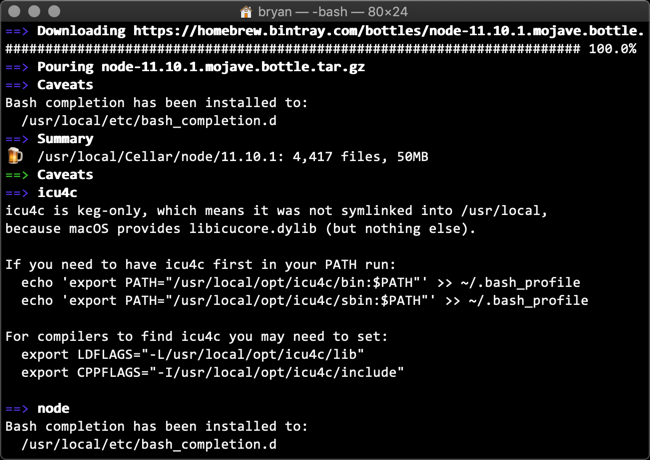 bryan — -bash — 80×24
==> Downloading https://homebrew.bintray.com/bottles/node-11.10.1.mojave.bottle.
######################################################################## 100.0%
==> Pouring node-11.10.1.mojave.bottle.tar.gz
==> Caveats
Bash completion has been installed to:
  /usr/local/etc/bash_completion.d
==> Summary
🍺  /usr/local/Cellar/node/11.10.1: 4,417 files, 50MB
==> Caveats
==> icu4c
icu4c is keg-only, which means it was not symlinked into /usr/local,
because macOS provides libicucore.dylib (but nothing else).

If you need to have icu4c first in your PATH run:
  echo 'export PATH="/usr/local/opt/icu4c/bin:$PATH"' >> ~/.bash_profile
  echo 'export PATH="/usr/local/opt/icu4c/sbin:$PATH"' >> ~/.bash_profile

For compilers to find icu4c you may need to set:
  export LDFLAGS="-L/usr/local/opt/icu4c/lib"
  export CPPFLAGS="-I/usr/local/opt/icu4c/include"

==> node
Bash completion has been installed to:
  /usr/local/etc/bash_completion.d